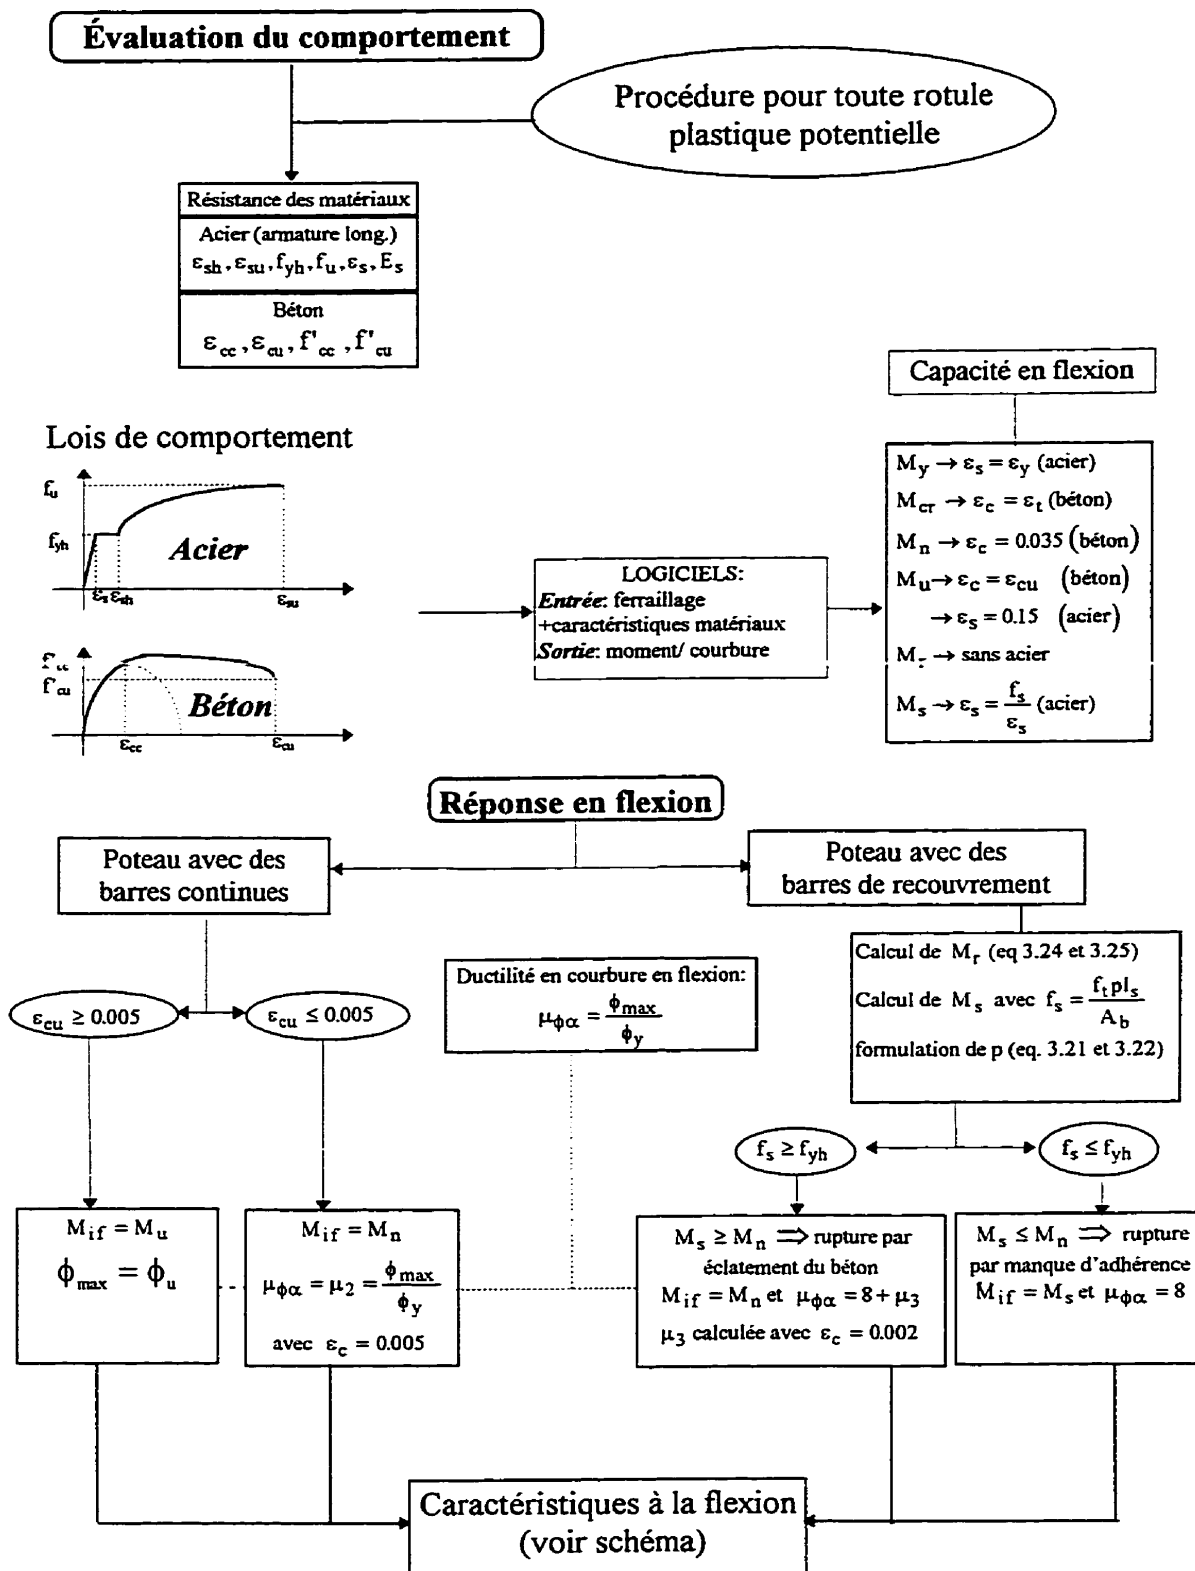 Évaluation du comportement
Procédure pour toute rotule
plastique potentielle
Résistance des matériaux
Acier (armature long.)
ε_sh, ε_su, f_yh, f_u, ε_s, E_s
Béton
ε_cc, ε_cu, f'_cc, f'_cu
Capacité en flexion
M_y → ε_s = ε_y (acier)
M_cr → ε_c = ε_t (béton)
M_n → ε_c = 0.035 (béton)
M_u → ε_c = ε_cu (béton)
→ ε_s = 0.15 (acier)
M_r → sans acier
M_s → ε_s = f_s / ε_s (acier)
Lois de comportement
f_u
f_yh
Acier
ε_s ε_sh
ε_su
f'_cc
f'_cu
Béton
ε_cc
ε_cu
LOGICIELS:
Entrée: ferraillage
+caractéristiques matériaux
Sortie: moment/ courbure
Réponse en flexion
Poteau avec des
barres continues
Poteau avec des
barres de recouvrement
Calcul de M_r (eq 3.24 et 3.25)
Calcul de M_s avec f_s = f_t p l_s / A_b
formulation de p (eq. 3.21 et 3.22)
Ductilité en courbure en flexion:
μ_ϕα = ϕ_max / ϕ_y
ε_cu ≥ 0.005
ε_cu ≤ 0.005
f_s ≥ f_yh
f_s ≤ f_yh
M_if = M_u
ϕ_max = ϕ_u
M_if = M_n
μ_ϕα = μ_2 = ϕ_max / ϕ_y
avec ε_c = 0.005
M_s ≥ M_n ⇒ rupture par
éclatement du béton
M_if = M_n et μ_ϕα = 8 + μ_3
μ_3 calculée avec ε_c = 0.002
M_s ≤ M_n ⇒ rupture
par manque d'adhérence
M_if = M_s et μ_ϕα = 8
Caractéristiques à la flexion
(voir schéma)